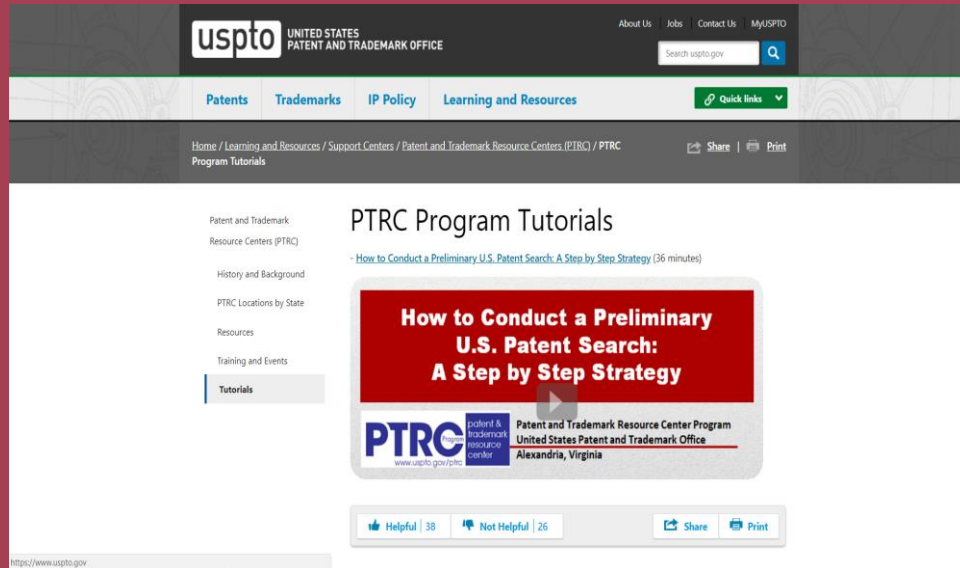 About Us | Jobs | Contact Us | MyUSPTO
uspto UNITED STATES
PATENT AND TRADEMARK OFFICE
Search uspto.gov
Patents Trademarks IP Policy Learning and Resources Quick links
Home / Learning and Resources / Support Centers / Patent and Trademark Resource Centers (PTRC) / PTRC
Program Tutorials
Share | Print
Patent and Trademark
Resource Centers (PTRC)
History and Background
PTRC Locations by State
Resources
Training and Events
Tutorials
PTRC Program Tutorials
- How to Conduct a Preliminary U.S. Patent Search: A Step by Step Strategy (36 minutes)
How to Conduct a Preliminary
U.S. Patent Search:
A Step by Step Strategy
PTRC Program
patent &
trademark
resource
center
www.uspto.gov/ptrc
Patent and Trademark Resource Center Program
United States Patent and Trademark Office
Alexandria, Virginia
Helpful | 38 Not Helpful | 26 Share Print
https://www.uspto.gov